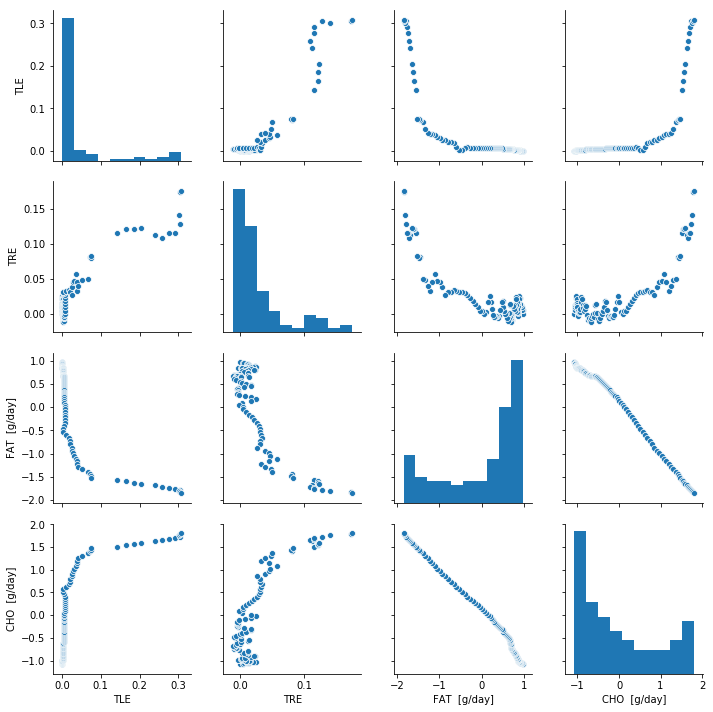 0.3
0.2
0.1
0.0
TLE
0.15
0.10
0.05
0.00
TRE
1.0
0.5
0.0
-0.5
-1.0
-1.5
-2.0
FAT [g/day]
2.0
1.5
1.0
0.5
0.0
-0.5
-1.0
CHO [g/day]
0.0 0.1 0.2 0.3
TLE
0.0 0.1
TRE
−2 −1 0 1
FAT [g/day]
−1 0 1 2
CHO [g/day]